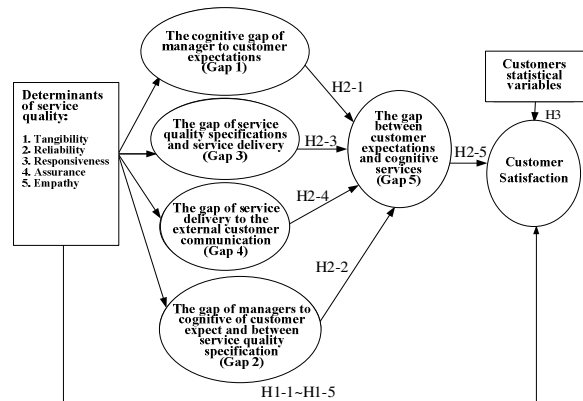 Determinants
of service
quality:
1. Tangibility
2. Reliability
3. Responsiveness
4. Assurance
5. Empathy
The cognitive gap of
manager to customer
expectations
(Gap 1)
The gap of service
quality specifications
and service delivery
(Gap 3)
The gap of service
delivery to the
external customer
communication
(Gap 4)
The gap of managers to
cognitive of customer
expect and between
service quality
specification
(Gap 2)
H2-1
H2-3
H2-4
H2-2
The gap
between
customer
expectations
and cognitive
services
(Gap 5)
H2-5
Customers
statistical
variables
H3
Customer
Satisfaction
H1-1~H1-5